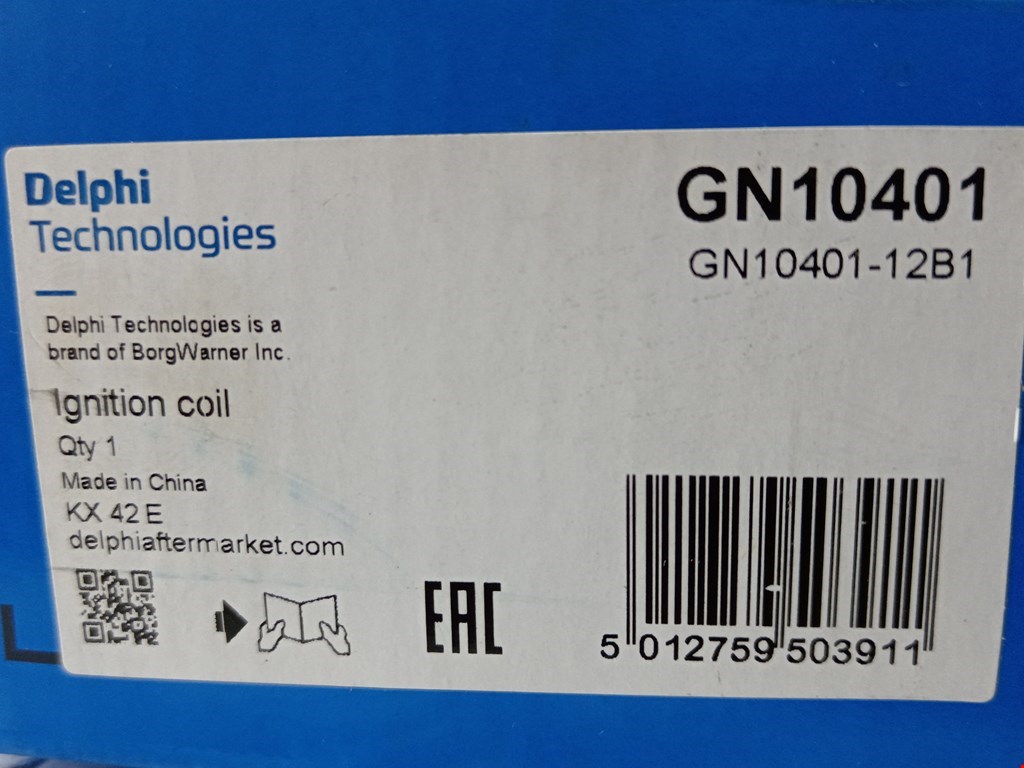 Delphi
Technologies
GN10401
GN10401-12B1
Delphi Technologies is a
brand of BorgWarner Inc.
Ignition coil
Qty 1
Made in China
KX 42 E
delphiaftermarket.com
EAC
5 012759 503911